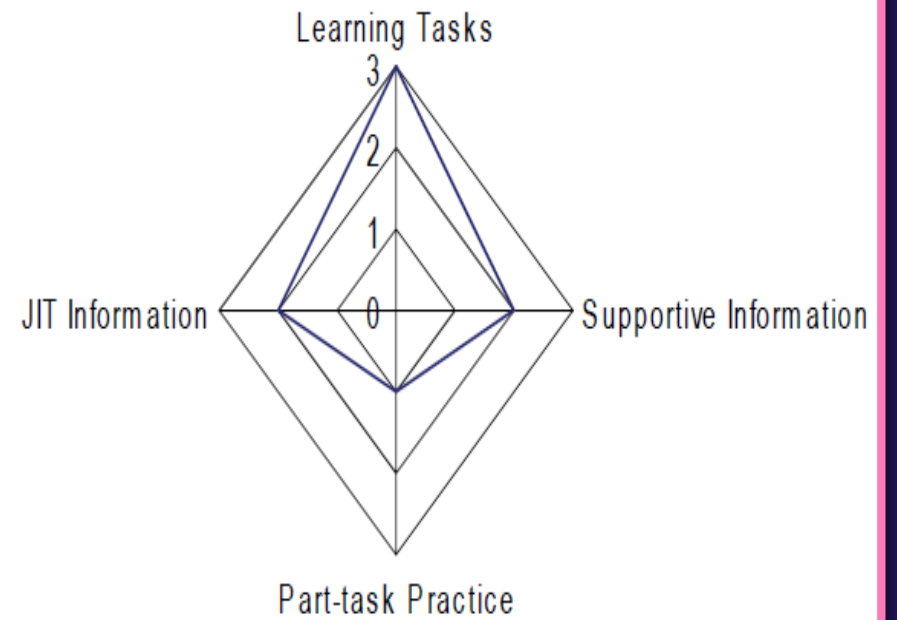 Learning Tasks
3
2
1
JIT Information 0 Supportive Information
Part-task Practice